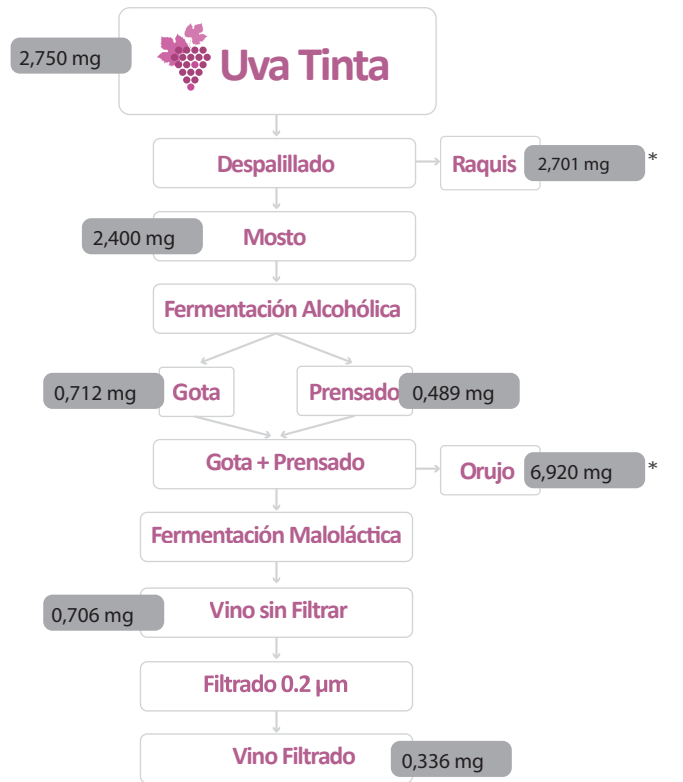 2,750 mg
Uva Tinta
Despalillado
Raquis
2,701 mg
*
2,400 mg
Mosto
Fermentación Alcohólica
0,712 mg
Gota
Prensado
0,489 mg
Gota + Prensado
Orujo
6,920 mg
*
Fermentación Maloláctica
0,706 mg
Vino sin Filtrar
Filtrado 0.2 µm
Vino Filtrado
0,336 mg